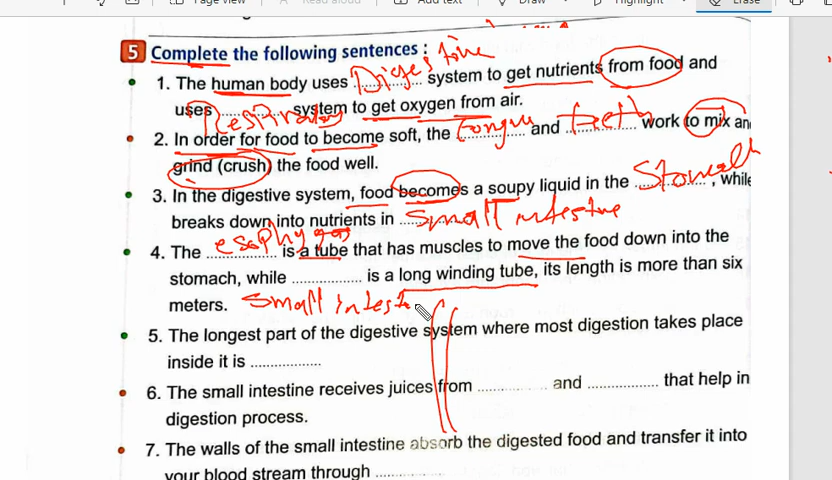 Page view
Read aloud
Add text
Draw
Highlight
Erase
5 Complete the following sentences :
1. The human body uses Digestive system to get nutrients from food and
uses Respiratory system to get oxygen from air.
2. In order for food to become soft, the tongue and teeth work to mix an
grind (crush) the food well.
3. In the digestive system, food becomes a soupy liquid in the Stomach, while
breaks down into nutrients in small intestine
4. The esophygas is a tube that has muscles to move the food down into the
stomach, while .............. is a long winding tube, its length is more than six
meters. small intest
5. The longest part of the digestive system where most digestion takes place
inside it is ..............
6. The small intestine receives juices from .............. and .............. that help in
digestion process.
7. The walls of the small intestine absorb the digested food and transfer it into
your blood stream through ..............